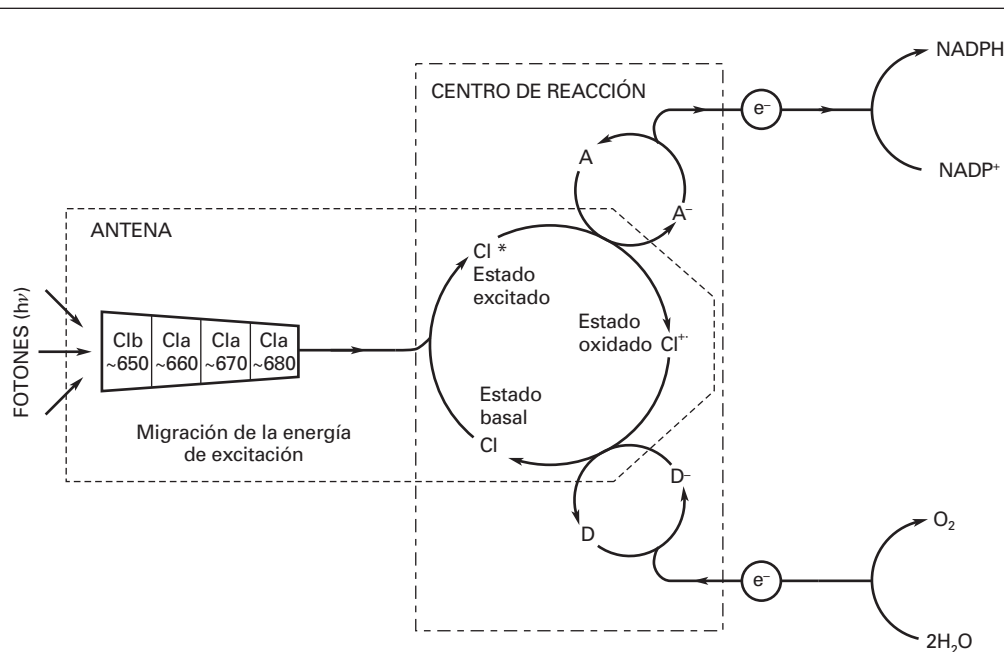 NADPH
CENTRO DE REACCIÓN
e⁻
A
NADP⁺
A⁻
ANTENA
Cl *
Estado
excitado
FOTONES (hν)
Clb
~650
Cla
~660
Cla
~670
Cla
~680
Estado
oxidado
Cl⁺·
Estado
basal
Cl
Migración de la energía
de excitación
D⁻
D
O₂
e⁻
2H₂O